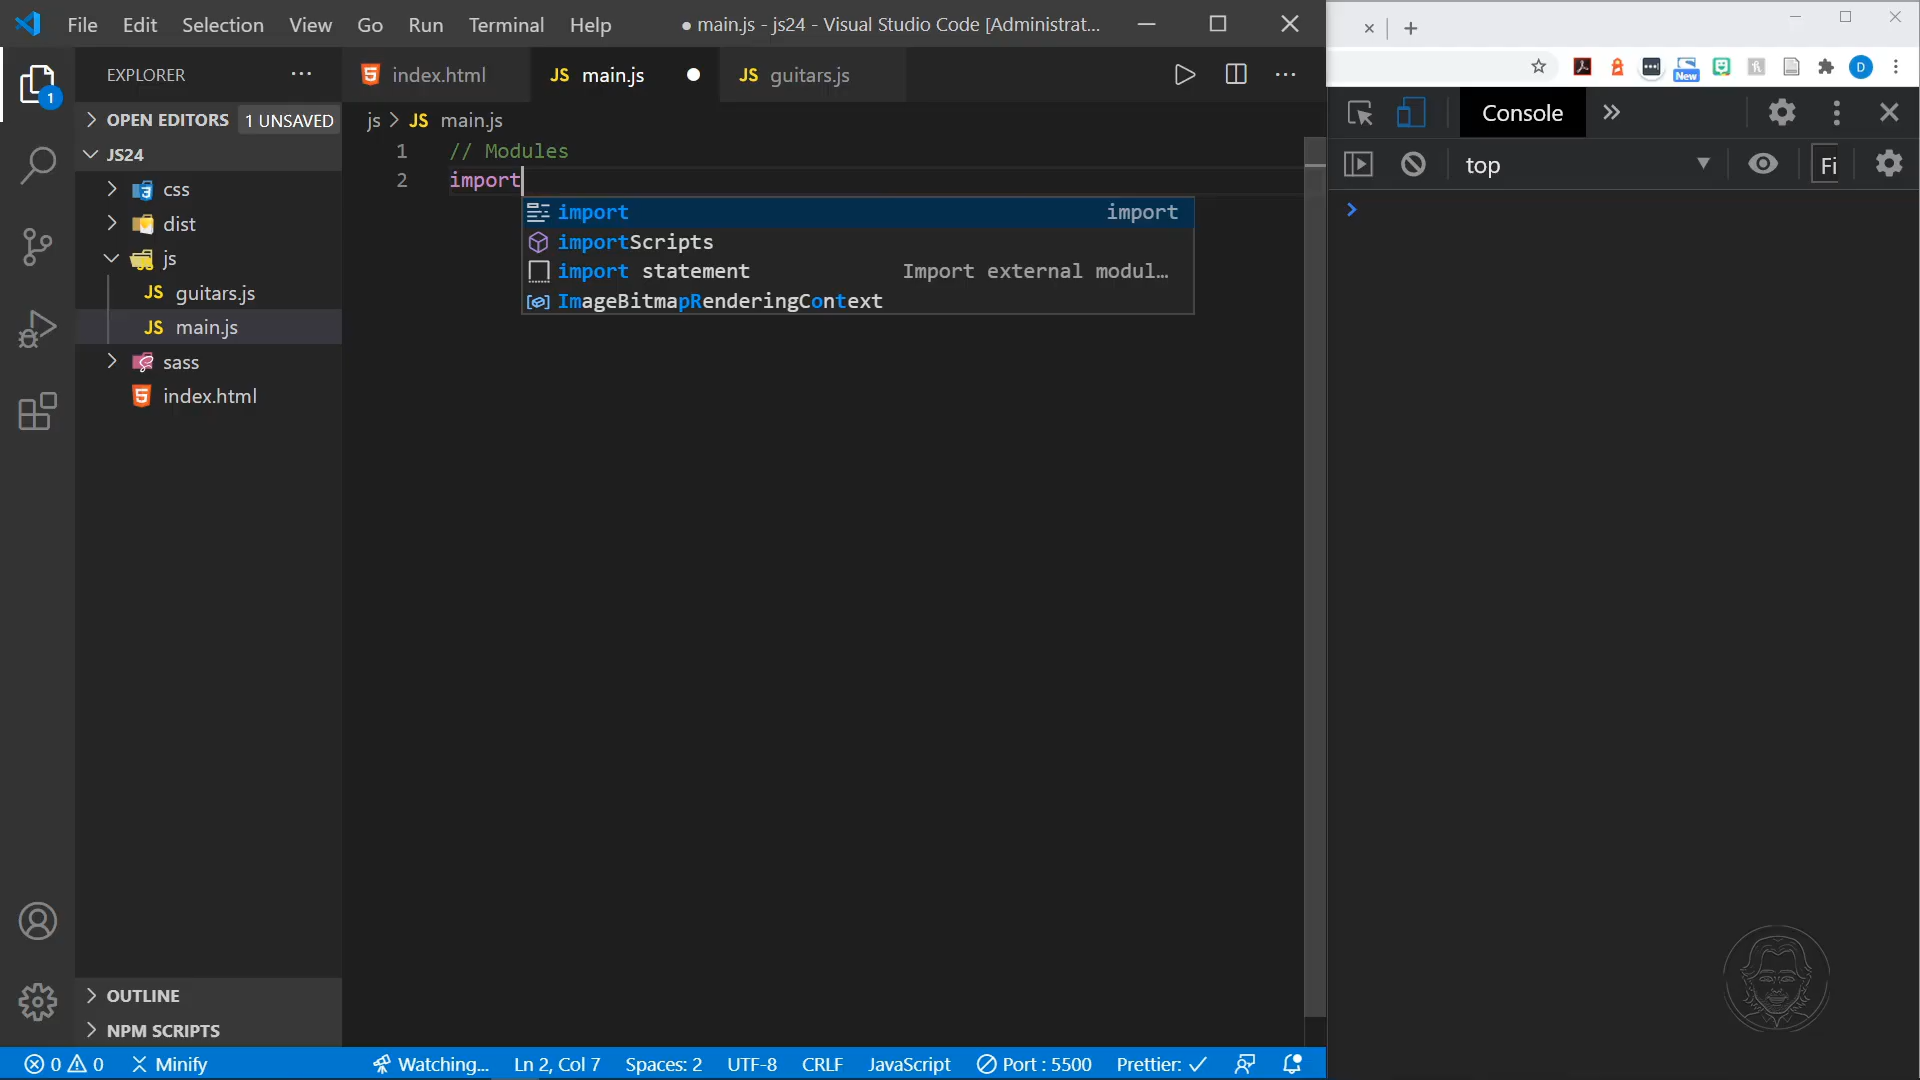 File Edit Selection View Go Run Terminal Help ● main.js - js24 - Visual Studio Code [Administrat...
EXPLORER ...
OPEN EDITORS 1 UNSAVED
JS24
css
dist
js
JS guitars.js
JS main.js
sass
index.html
OUTLINE
NPM SCRIPTS
1
index.html JS main.js JS guitars.js
js > JS main.js
1 // Modules
2 import
import import
importScripts
import statement Import external modul...
ImageBitmapRenderingContext
New D
Console
top Fi
0 0 Minify Watching... Ln 2, Col 7 Spaces: 2 UTF-8 CRLF JavaScript Port : 5500 Prettier: ✓